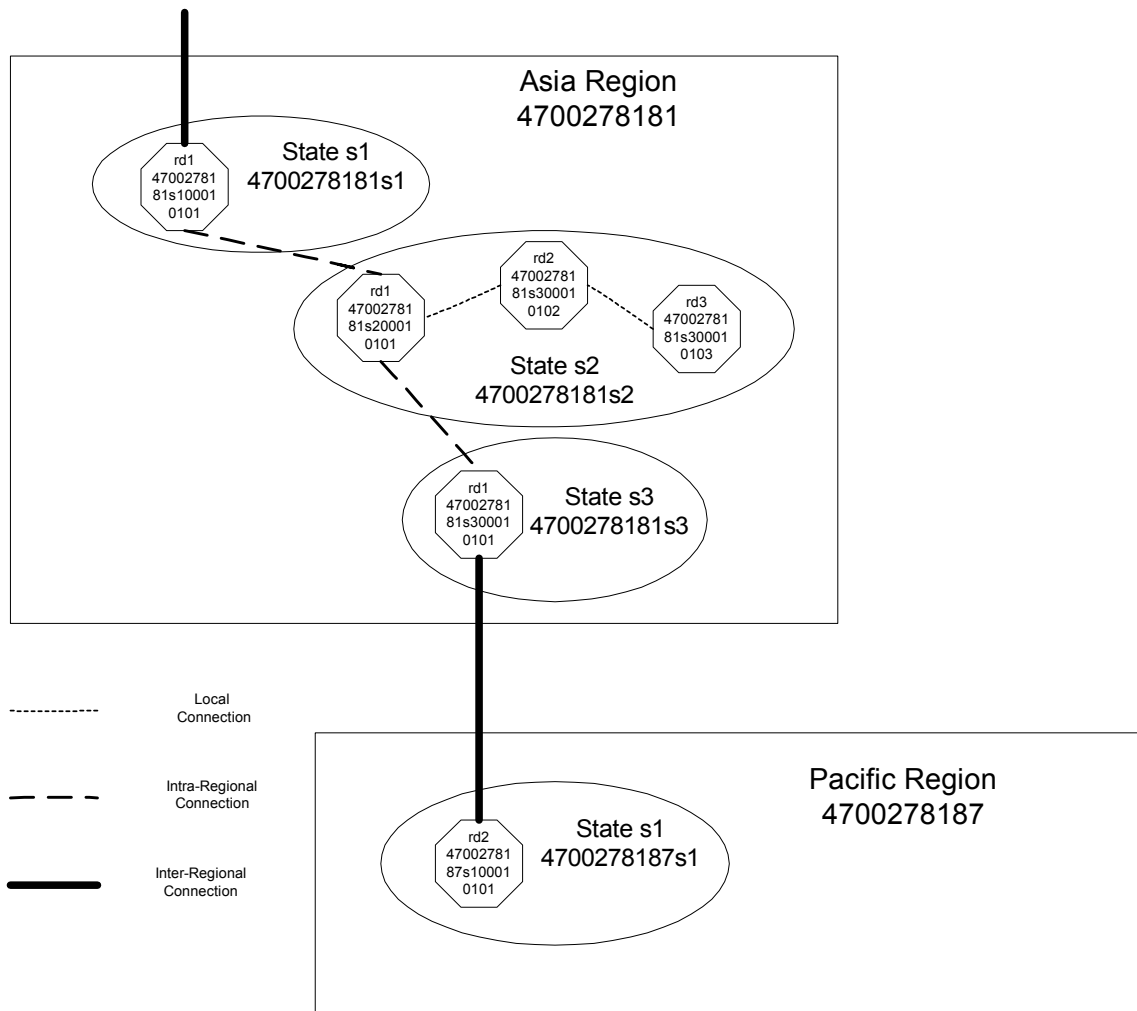 Asia Region
4700278181
State s1
4700278181s1
rd1
47002781
81s10001
0101
rd2
47002781
81s30001
0102
rd1
47002781
81s20001
0101
rd3
47002781
81s30001
0103
State s2
4700278181s2
rd1
47002781
81s30001
0101
State s3
4700278181s3
Local
Connection
Intra-Regional
Connection
Inter-Regional
Connection
Pacific Region
4700278187
State s1
4700278187s1
rd2
47002781
87s10001
0101